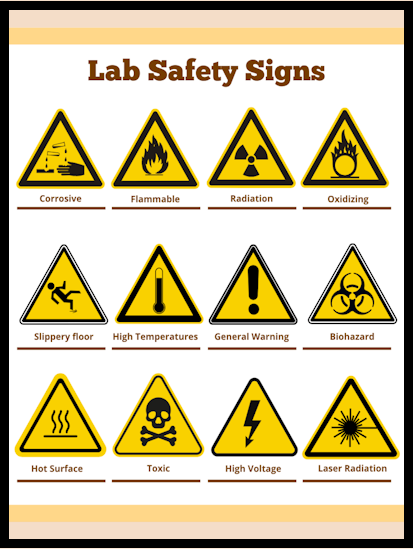 Lab Safety Signs
Corrosive
Flammable
Radiation
Oxidizing
Slippery floor
High Temperatures
General Warning
Biohazard
Hot Surface
Toxic
High Voltage
Laser Radiation